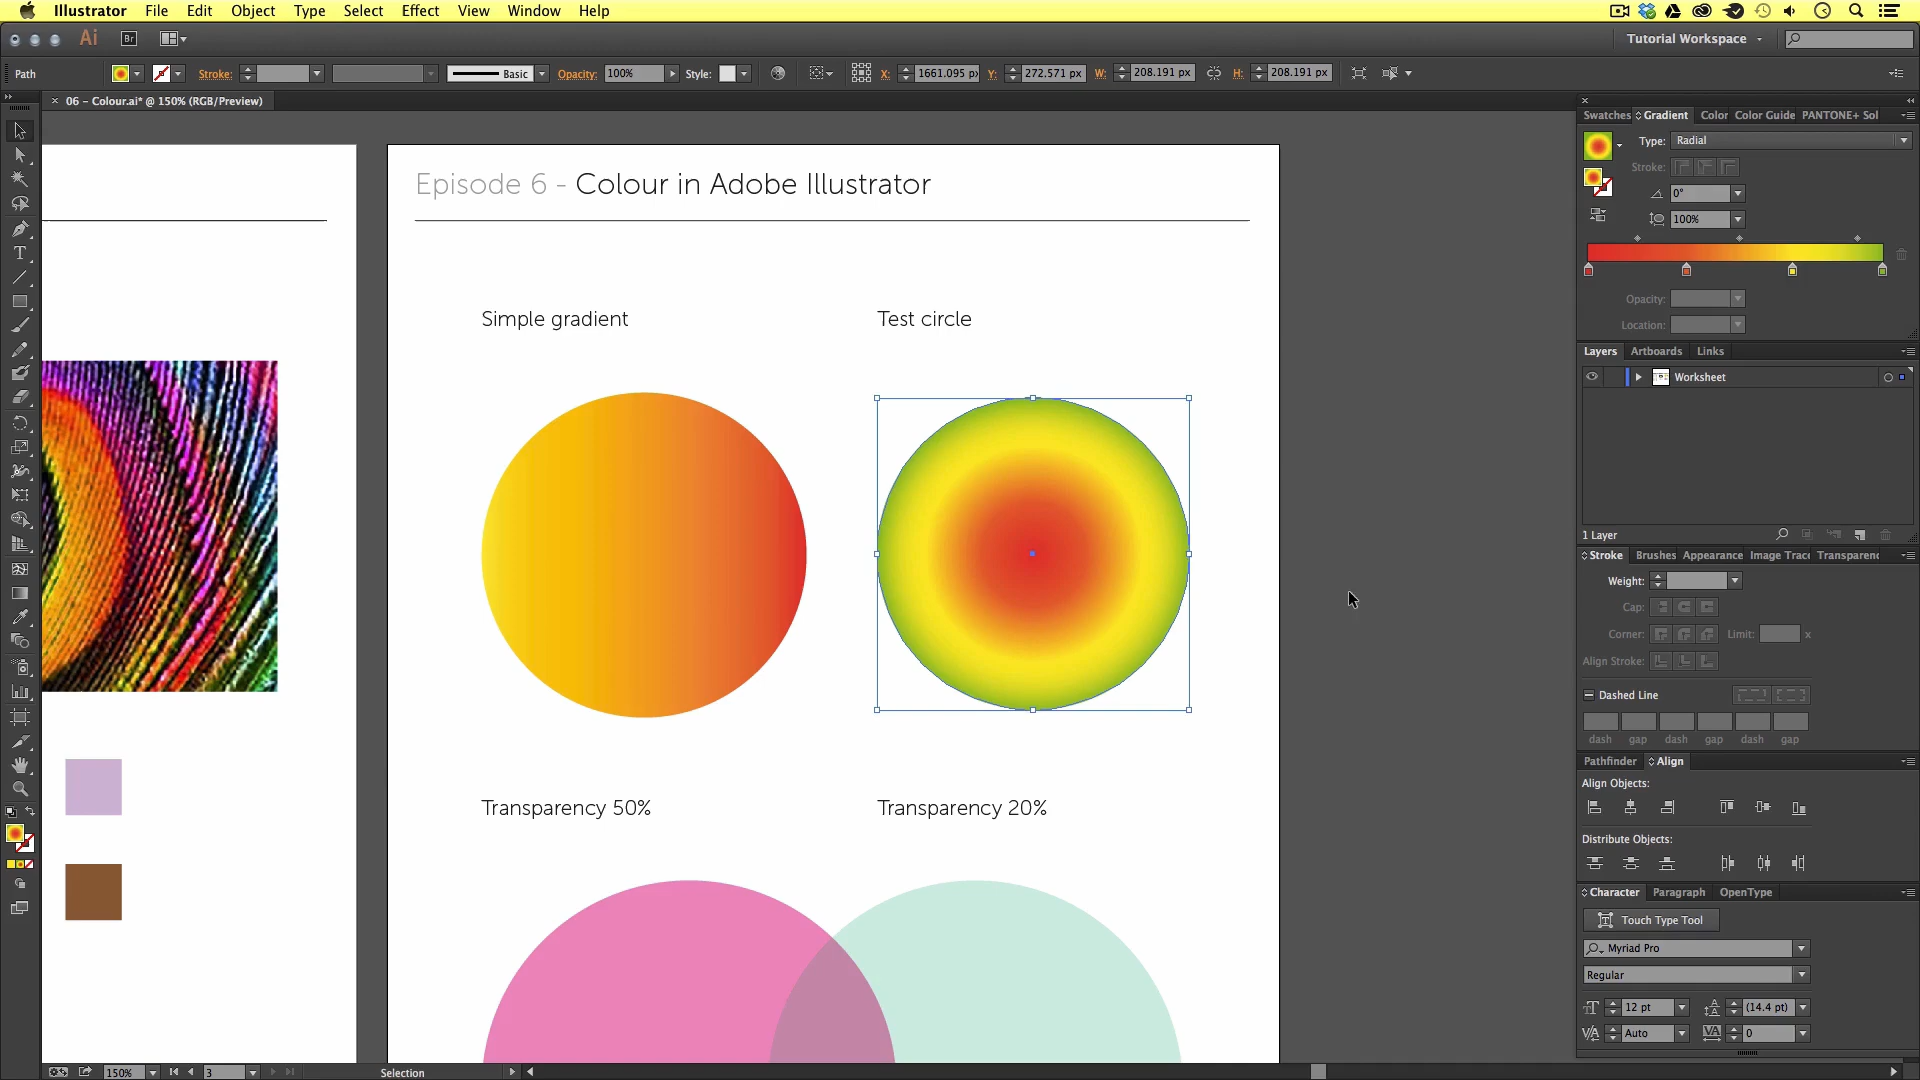 Illustrator File Edit Object Type Select Effect View Window Help
Ai Br Tutorial Workspace
Path Stroke: Basic Opacity: 100% Style: X: 1661.095 px Y: 272.571 px W: 208.191 px H: 208.191 px
× 06 – Colour.ai* @ 150% (RGB/Preview)
Swatches Gradient Color Color Guide PANTONE+ Sol
Type: Radial
Stroke:
0°
100%
Opacity:
Location:
Episode 6 - Colour in Adobe Illustrator
Simple gradient Test circle
Transparency 50% Transparency 20%
Layers Artboards Links
Worksheet
1 Layer
Stroke Brushes Appearance Image Trac Transparenc
Weight:
Cap:
Corner: Limit: x
Align Stroke:
Dashed Line
dash gap dash gap dash gap
Pathfinder Align
Align Objects:
Distribute Objects:
Character Paragraph OpenType
Touch Type Tool
Myriad Pro
Regular
12 pt (14.4 pt)
Auto 0
150% 3 Selection